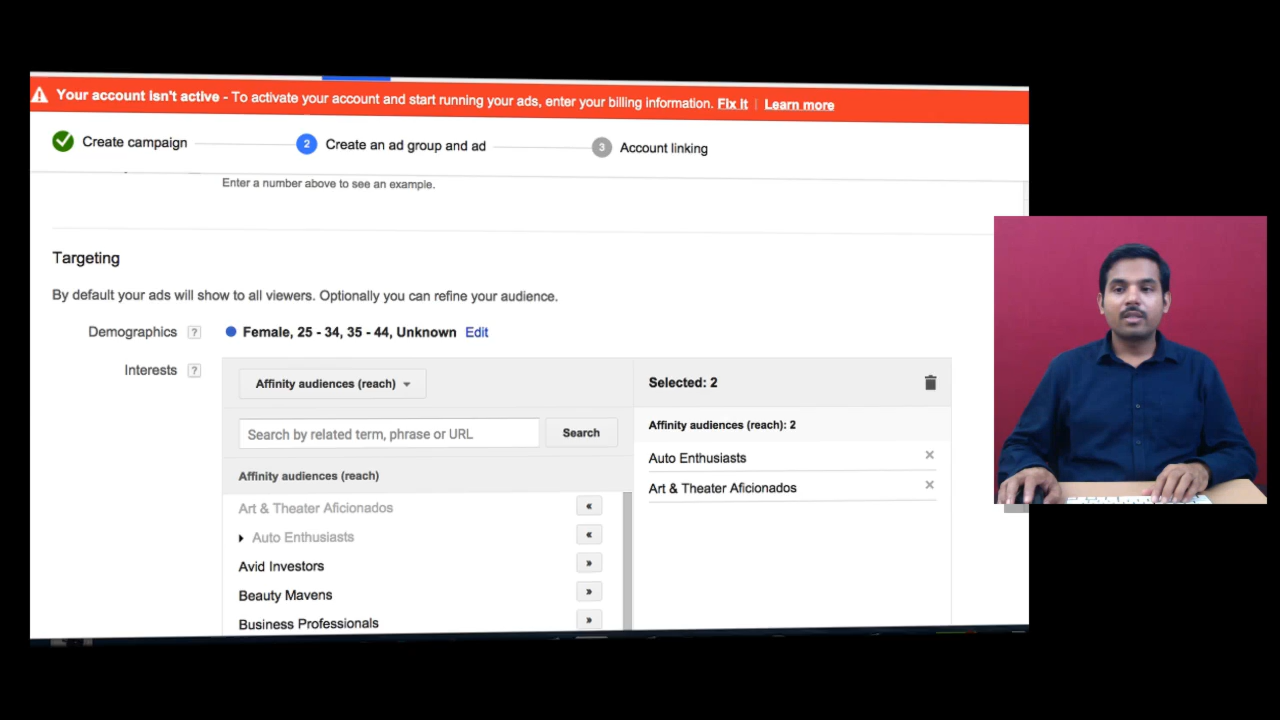 Your account isn't active - To activate your account and start running your ads, enter your billing information. Fix it | Learn more
Create campaign 2 Create an ad group and ad 3 Account linking
Enter a number above to see an example.
Targeting
By default your ads will show to all viewers. Optionally you can refine your audience.
Demographics ? Female, 25 - 34, 35 - 44, Unknown Edit
Interests ?
Affinity audiences (reach)
Selected: 2
Search by related term, phrase or URL Search
Affinity audiences (reach): 2
Affinity audiences (reach)
Auto Enthusiasts ×
Art & Theater Aficionados ×
Art & Theater Aficionados «
Auto Enthusiasts «
Avid Investors »
Beauty Mavens »
Business Professionals »